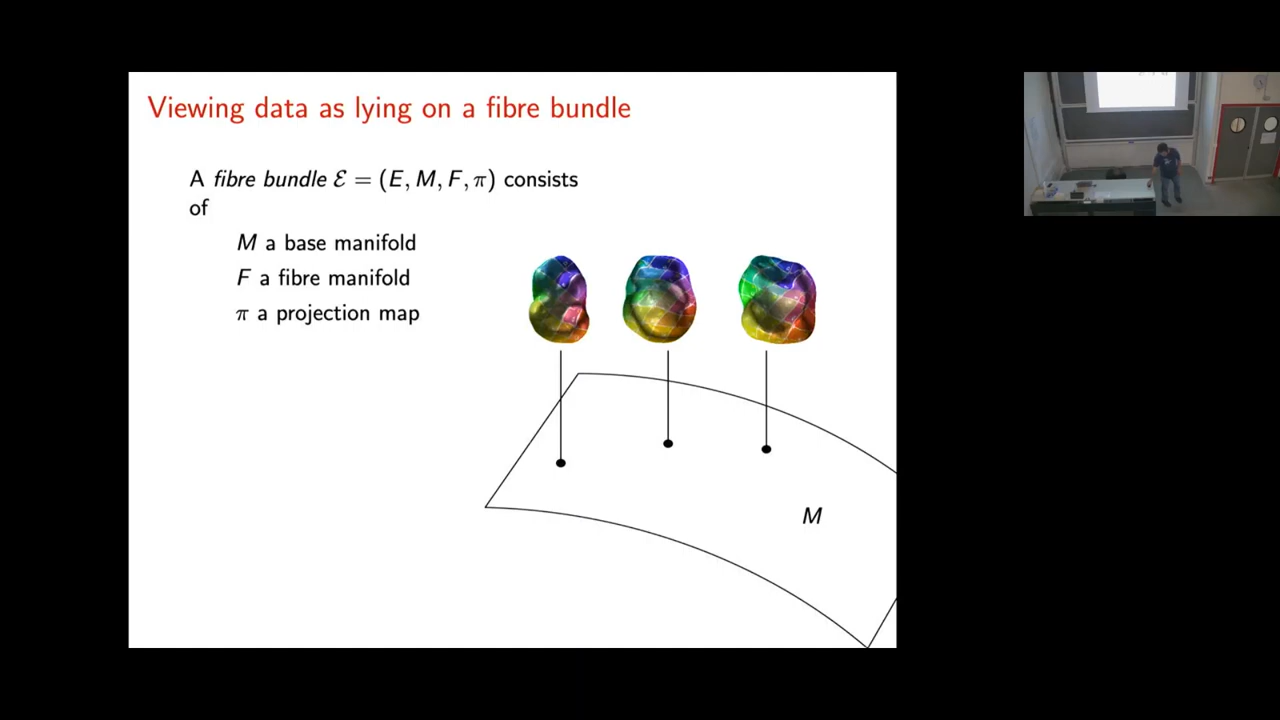 Viewing data as lying on a fibre bundle
A fibre bundle ℰ = (E, M, F, π) consists
of
M a base manifold
F a fibre manifold
π a projection map
M